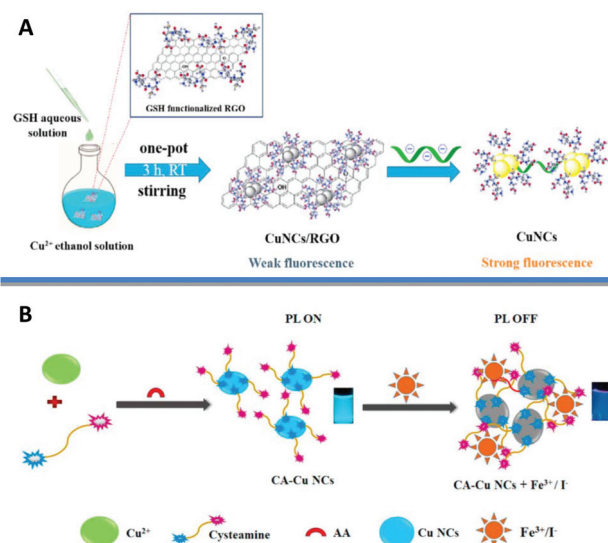 A
GSH functionalized RGO
GSH aqueous
solution
one-pot
3 h, RT
stirring
OH
Cu²⁺ ethanol solution
CuNCs/RGO
CuNCs
Weak fluorescence
Strong fluorescence
B
PL ON
PL OFF
AA
CA-Cu NCs
CA-Cu NCs + Fe³⁺/ I⁻
Cu²⁺
Cysteamine
AA
Cu NCs
Fe³⁺/I⁻